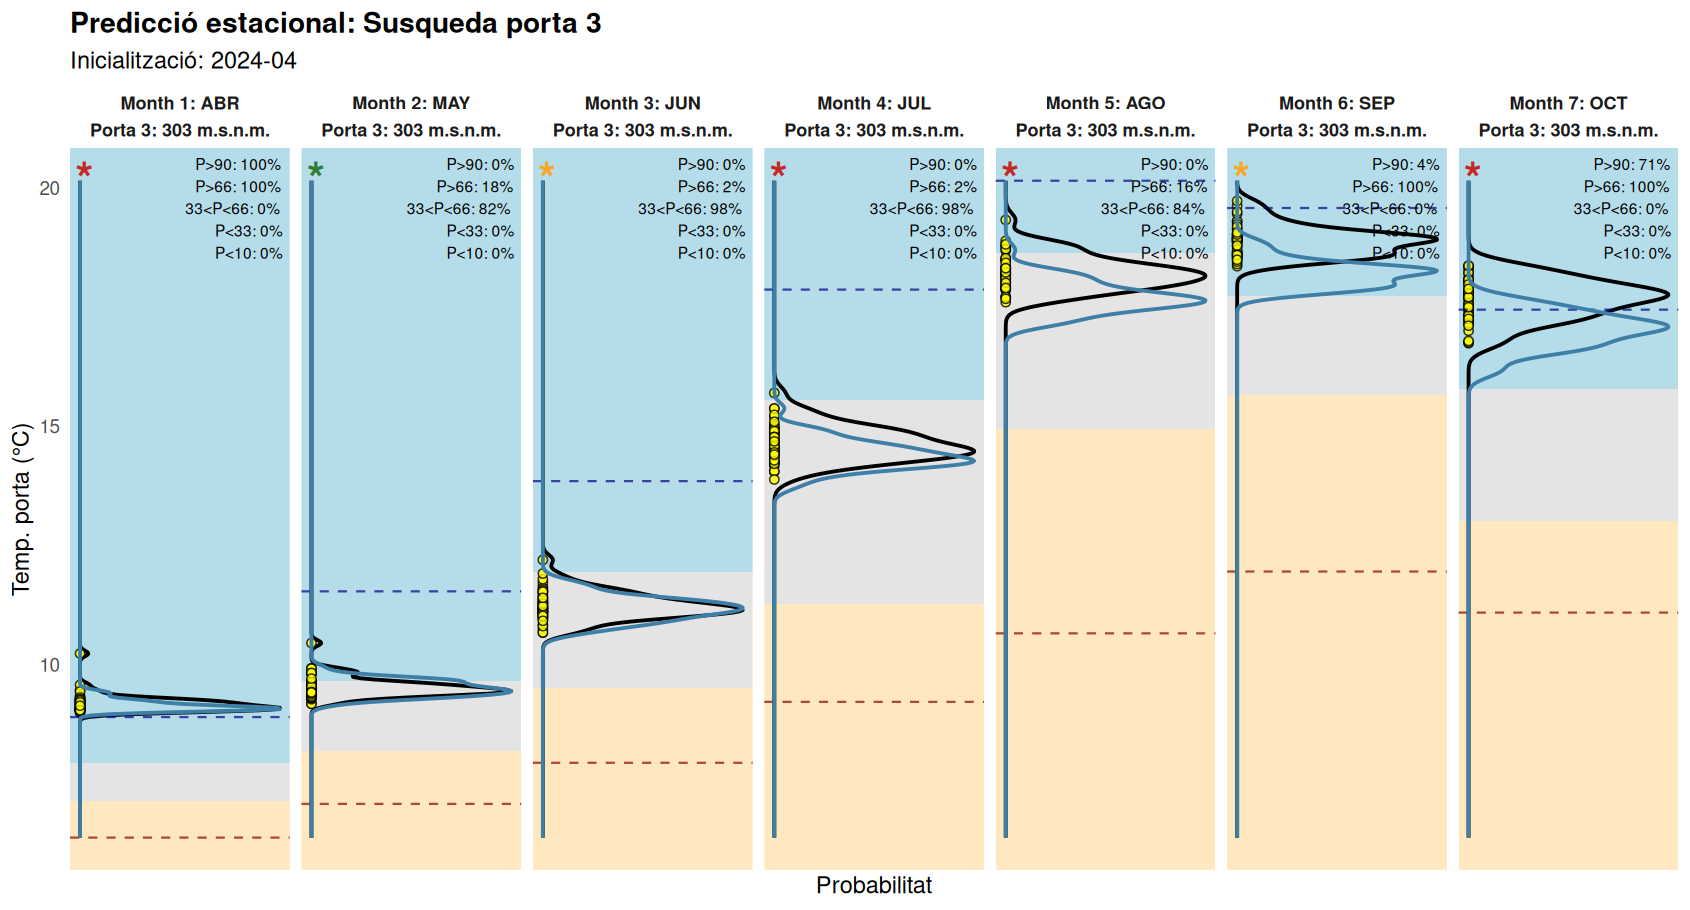 Predicció estacional: Susqueda porta 3
Inicialització: 2024-04
Month 1: ABR
Porta 3: 303 m.s.n.m.
Month 2: MAY
Porta 3: 303 m.s.n.m.
Month 3: JUN
Porta 3: 303 m.s.n.m.
Month 4: JUL
Porta 3: 303 m.s.n.m.
Month 5: AGO
Porta 3: 303 m.s.n.m.
Month 6: SEP
Porta 3: 303 m.s.n.m.
Month 7: OCT
Porta 3: 303 m.s.n.m.
Temp. porta (°C)
20
15
10
*
P>90: 100%
P>66: 100%
33<P<66: 0%
P<33: 0%
P<10: 0%
*
P>90: 0%
P>66: 18%
33<P<66: 82%
P<33: 0%
P<10: 0%
*
P>90: 0%
P>66: 2%
33<P<66: 98%
P<33: 0%
P<10: 0%
*
P>90: 0%
P>66: 2%
33<P<66: 98%
P<33: 0%
P<10: 0%
*
P>90: 0%
P>66: 16%
33<P<66: 84%
P<33: 0%
P<10: 0%
*
P>90: 4%
P>66: 100%
33<P<66: 0%
P<33: 0%
P<10: 0%
*
P>90: 71%
P>66: 100%
33<P<66: 0%
P<33: 0%
P<10: 0%
Probabilitat